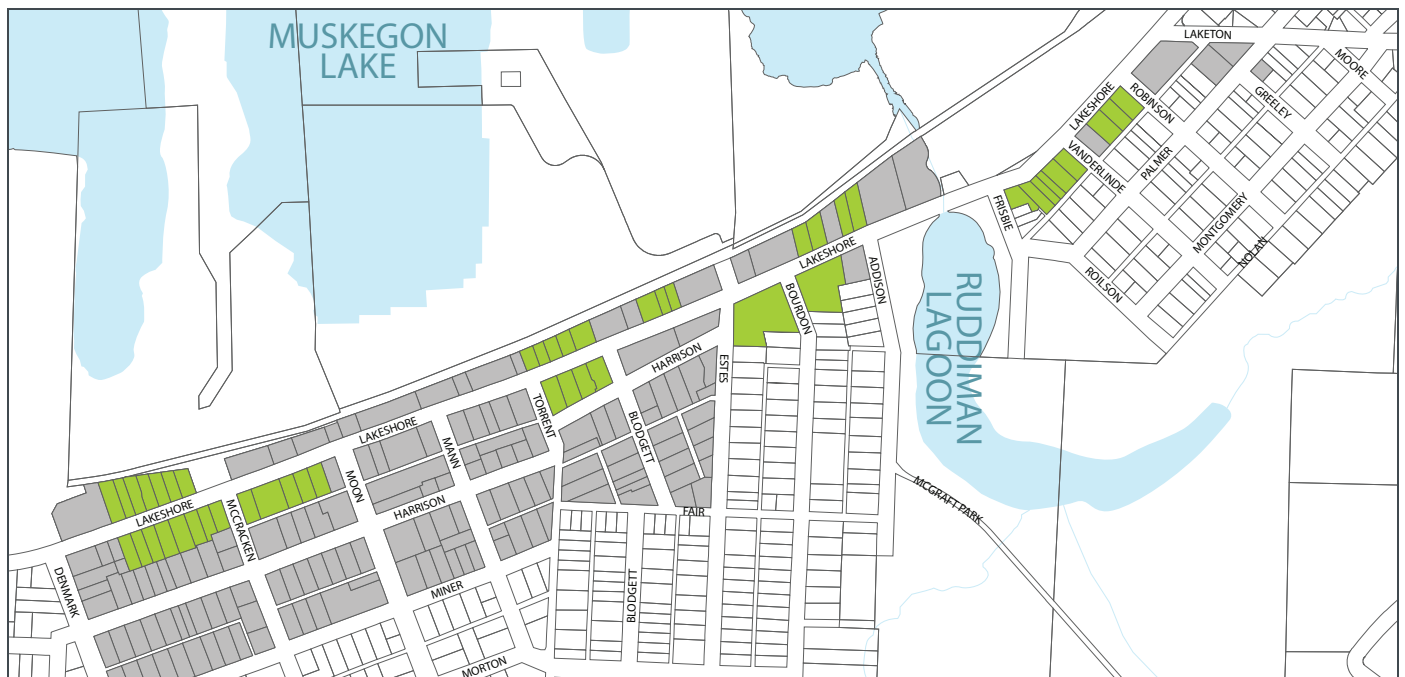 MUSKEGON
LAKE
LAKETON
MOORE
LAKESHORE
ROBINSON
GREELEY
VANDERLINDE
PALMER
FRISBIE
MONTGOMERY
NOLAN
ROILSON
LAKESHORE
ADDISON
BOURDON
RUDDIMAN
LAGOON
HARRISON
ESTES
TORRENT
BLODGETT
LAKESHORE
MANN
MOON
HARRISON
LAKESHORE
MCCRACKEN
FAIR
MCGRAFT PARK
DENMARK
MINER
BLODGETT
MORTON